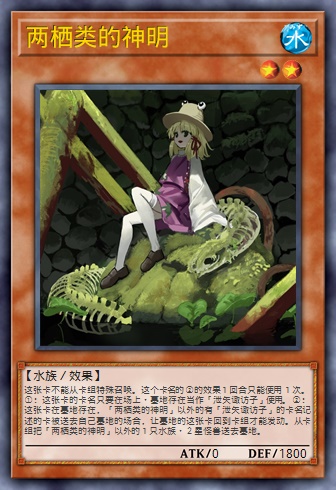 两栖类的神明
水
【水族／效果】
这张卡不能从卡组特殊召唤。这个卡名的②的效果1回合只能使用1次。
①：这张卡的卡名只要在场上·墓地存在当作「泄矢诹访子」使用。②：
这张卡在墓地存在，「两栖类的神明」以外的有「泄矢诹访子」的卡名记
述的卡被送去自己墓地的场合，让墓地的这张卡回到卡组才能发动。从卡
组把「两栖类的神明」以外的1只水族·2星怪兽送去墓地。
ATK/0 DEF/1800